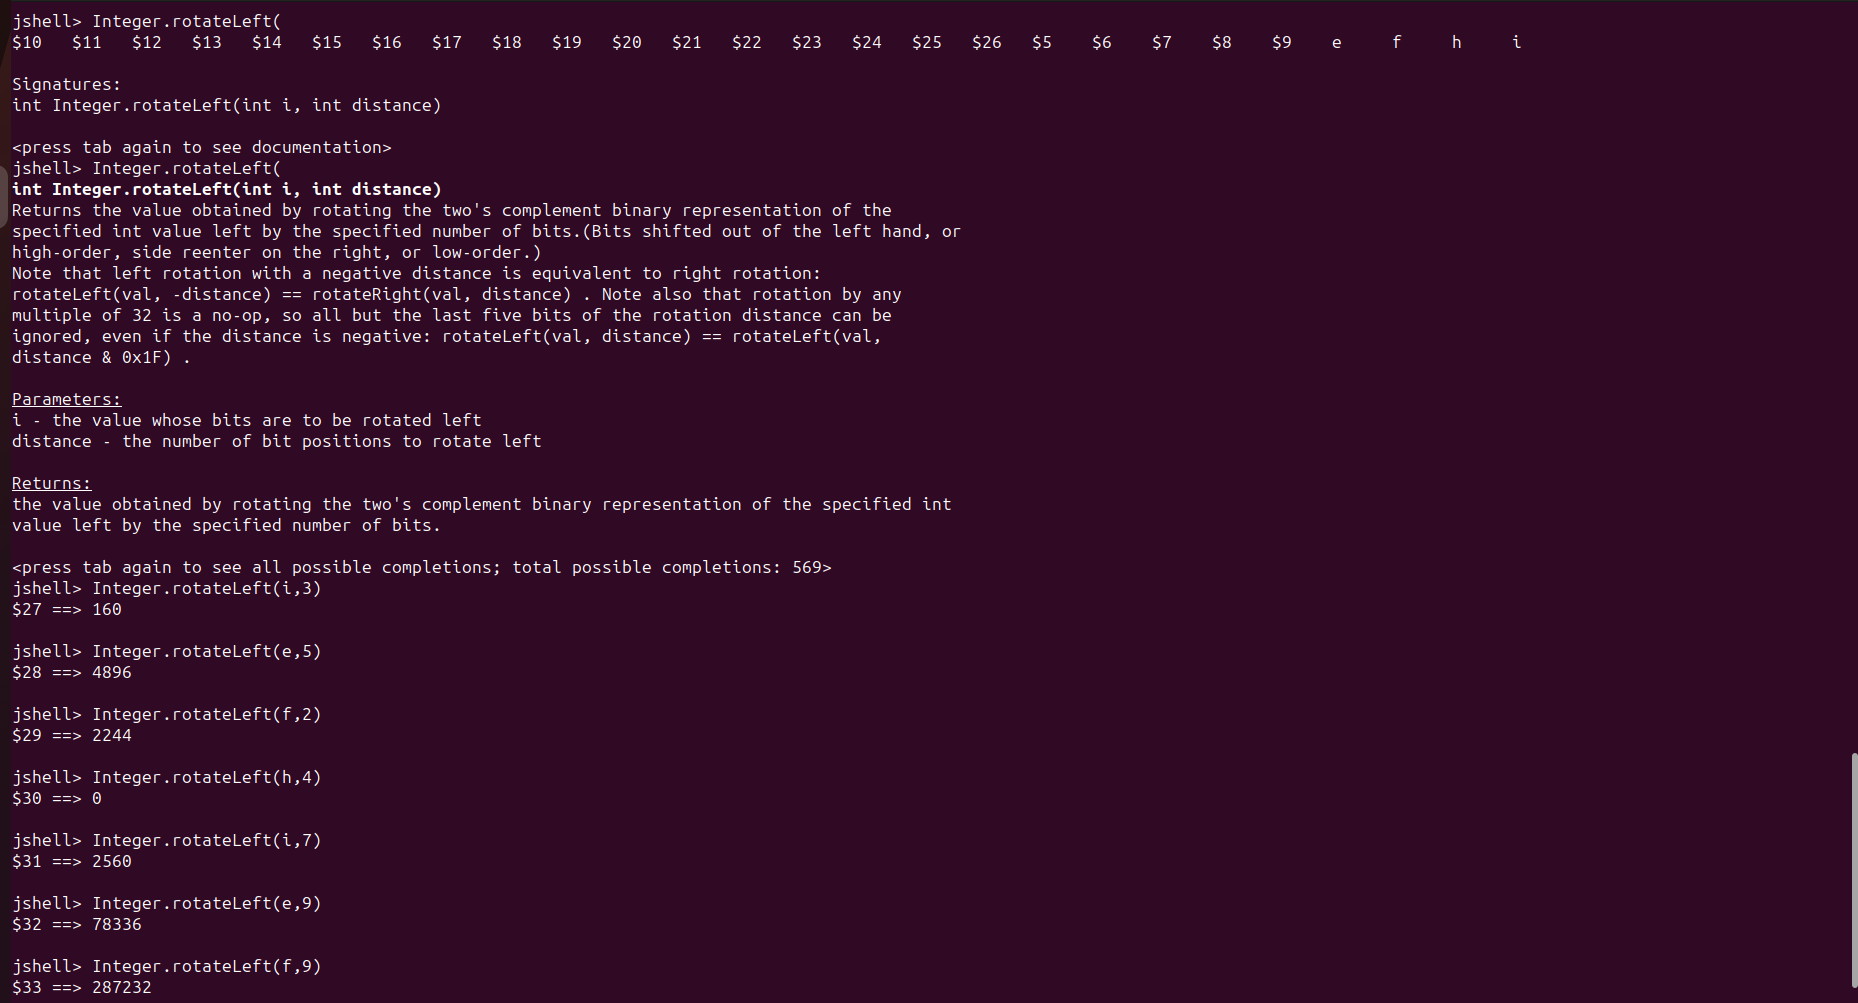 jshell> Integer.rotateLeft(
$10   $11   $12   $13   $14   $15   $16   $17   $18   $19   $20   $21   $22   $23   $24   $25   $26   $5    $6    $7    $8    $9    e     f     h     i
Signatures:
int Integer.rotateLeft(int i, int distance)
<press tab again to see documentation>
jshell> Integer.rotateLeft(
int Integer.rotateLeft(int i, int distance)
Returns the value obtained by rotating the two's complement binary representation of the
specified int value left by the specified number of bits.(Bits shifted out of the left hand, or
high-order, side reenter on the right, or low-order.)
Note that left rotation with a negative distance is equivalent to right rotation:
rotateLeft(val, -distance) == rotateRight(val, distance) . Note also that rotation by any
multiple of 32 is a no-op, so all but the last five bits of the rotation distance can be
ignored, even if the distance is negative: rotateLeft(val, distance) == rotateLeft(val,
distance & 0x1F) .
Parameters:
i - the value whose bits are to be rotated left
distance - the number of bit positions to rotate left
Returns:
the value obtained by rotating the two's complement binary representation of the specified int
value left by the specified number of bits.
<press tab again to see all possible completions; total possible completions: 569>
jshell> Integer.rotateLeft(i,3)
$27 ==> 160
jshell> Integer.rotateLeft(e,5)
$28 ==> 4896
jshell> Integer.rotateLeft(f,2)
$29 ==> 2244
jshell> Integer.rotateLeft(h,4)
$30 ==> 0
jshell> Integer.rotateLeft(i,7)
$31 ==> 2560
jshell> Integer.rotateLeft(e,9)
$32 ==> 78336
jshell> Integer.rotateLeft(f,9)
$33 ==> 287232